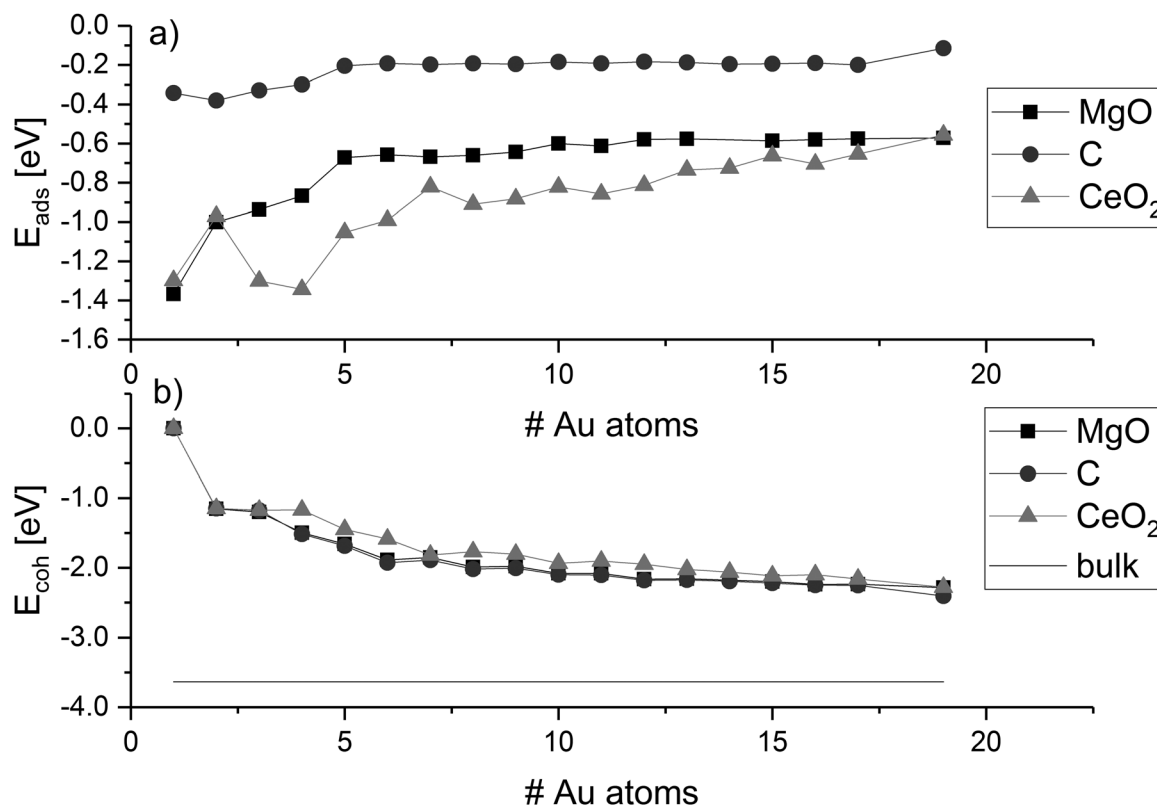 a)
0.0
-0.2
-0.4
-0.6
-0.8
-1.0
-1.2
-1.4
-1.6
E_ads [eV]
MgO
C
CeO₂
0 5 10 15 20
# Au atoms
b)
0.0
-1.0
-2.0
-3.0
-4.0
E_coh [eV]
MgO
C
CeO₂
bulk
0 5 10 15 20
# Au atoms